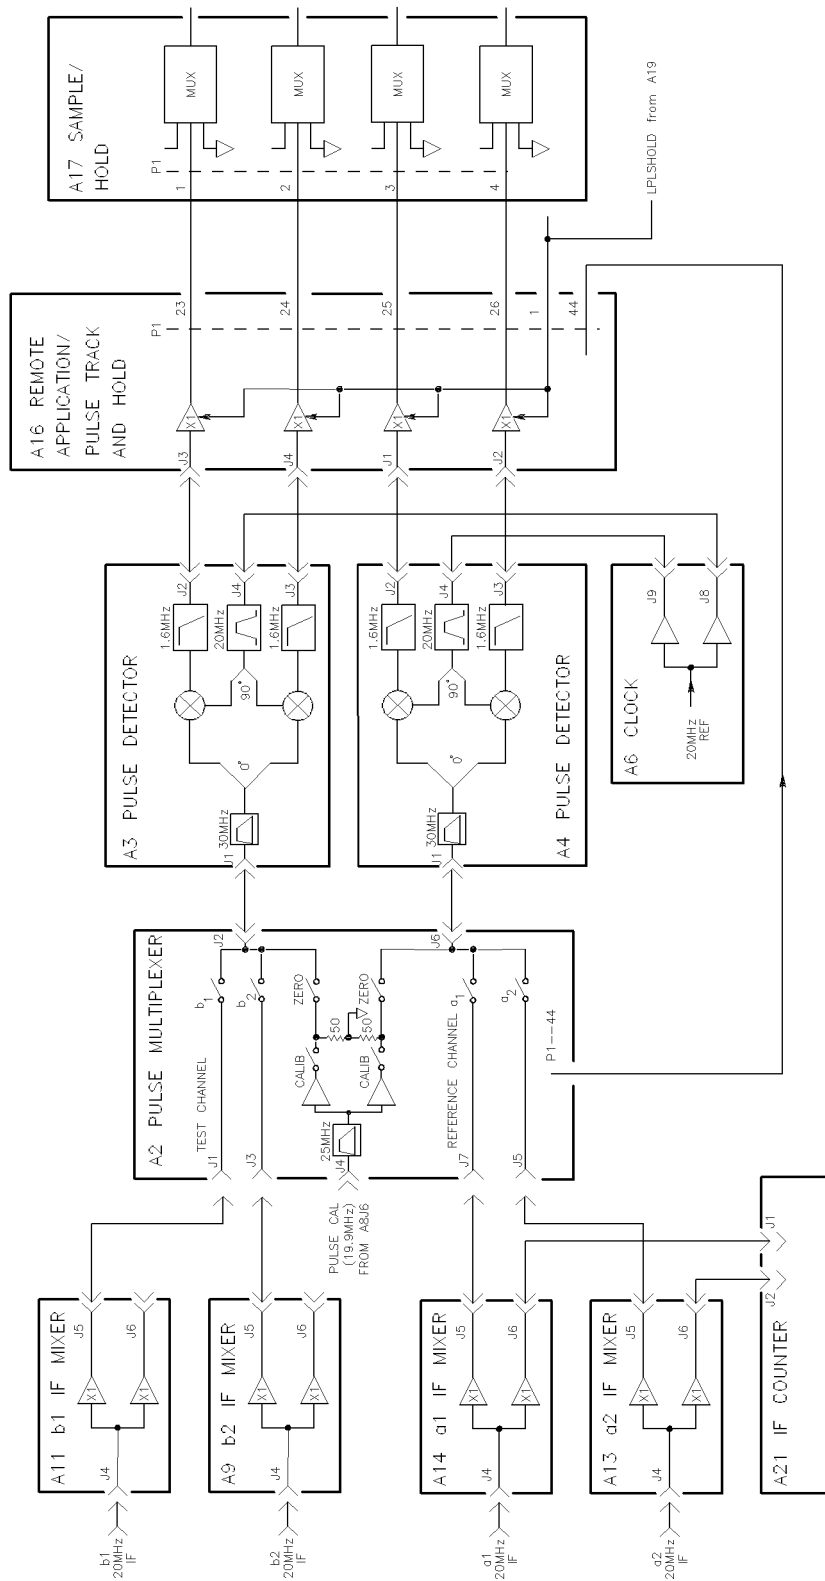 A17 SAMPLE/
HOLD
P1
MUX
MUX
MUX
MUX
1
2
3
4
LPLSHOLD from A19
A16 REMOTE
APPLICATION/
PULSE TRACK
AND HOLD
P1
23
24
25
26
1
44
X1
X1
X1
X1
J3
J4
J1
J2
A3 PULSE DETECTOR
J2
J4
J3
1.6MHz
20MHz
1.6MHz
90°
0°
30MHz
J1
A4 PULSE DETECTOR
J2
J4
J3
1.6MHz
20MHz
1.6MHz
90°
0°
30MHz
J1
A6 CLOCK
J9
J8
20MHz
REF
A2 PULSE MULTIPLEXER
J2
J6
b1
b2
ZERO
ZERO
a1
a2
50
50
CALIB
CALIB
TEST CHANNEL
REFERENCE CHANNEL
P1--44
25MHz
J1
J3
J4
J7
J5
PULSE CAL
(19.9MHz)
FROM A8J6
A11 b1 IF MIXER
J5
J6
X1
X1
J4
b1
20MHz
IF
A9 b2 IF MIXER
J5
J6
X1
X1
J4
b2
20MHz
IF
A14 a1 IF MIXER
J5
J6
X1
X1
J4
a1
20MHz
IF
A13 a2 IF MIXER
J5
J6
X1
X1
J4
a2
20MHz
IF
A21 IF COUNTER
J2
J1